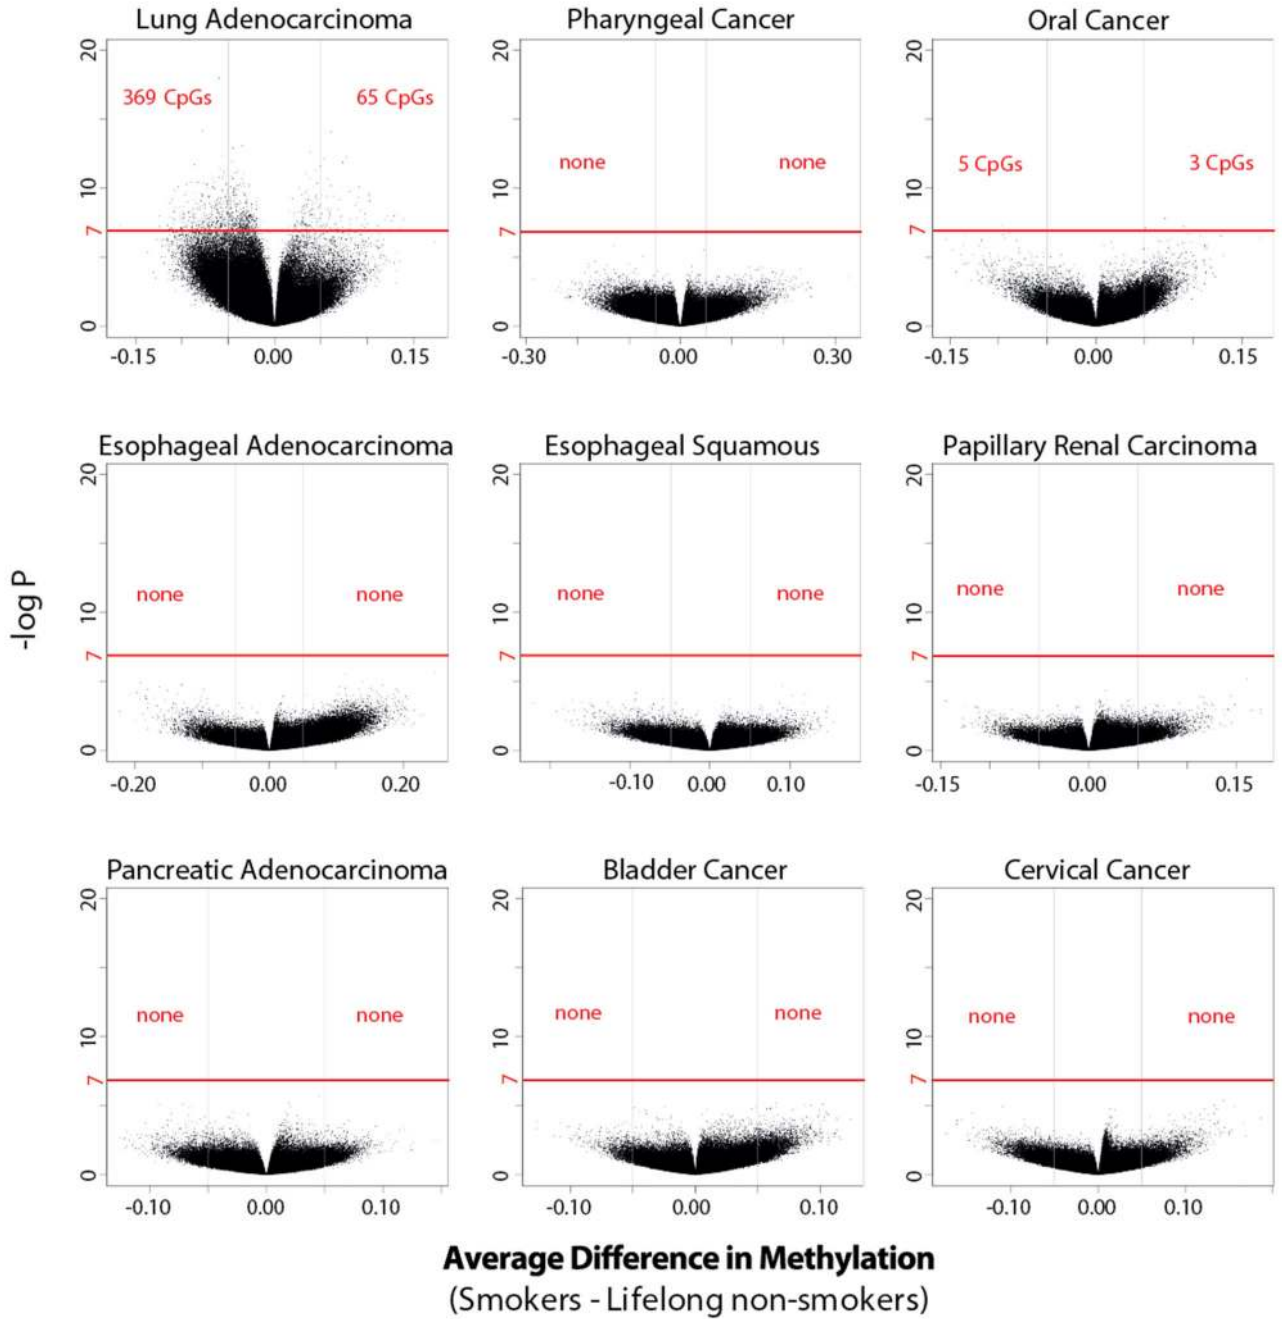 Lung Adenocarcinoma
Pharyngeal Cancer
Oral Cancer
20
369 CpGs
65 CpGs
10
7
0
-0.15
0.00
0.15
20
none
none
10
7
0
-0.30
0.00
0.30
20
5 CpGs
3 CpGs
10
7
0
-0.15
0.00
0.15
Esophageal Adenocarcinoma
Esophageal Squamous
Papillary Renal Carcinoma
-log P
20
none
none
10
7
0
-0.20
0.00
0.20
20
none
none
10
7
0
-0.10
0.00
0.10
20
none
none
10
7
0
-0.15
0.00
0.15
Pancreatic Adenocarcinoma
Bladder Cancer
Cervical Cancer
20
none
none
10
7
0
-0.10
0.00
0.10
20
none
none
10
7
0
-0.10
0.00
0.10
20
none
none
10
7
0
-0.10
0.00
0.10
Average Difference in Methylation
(Smokers - Lifelong non-smokers)